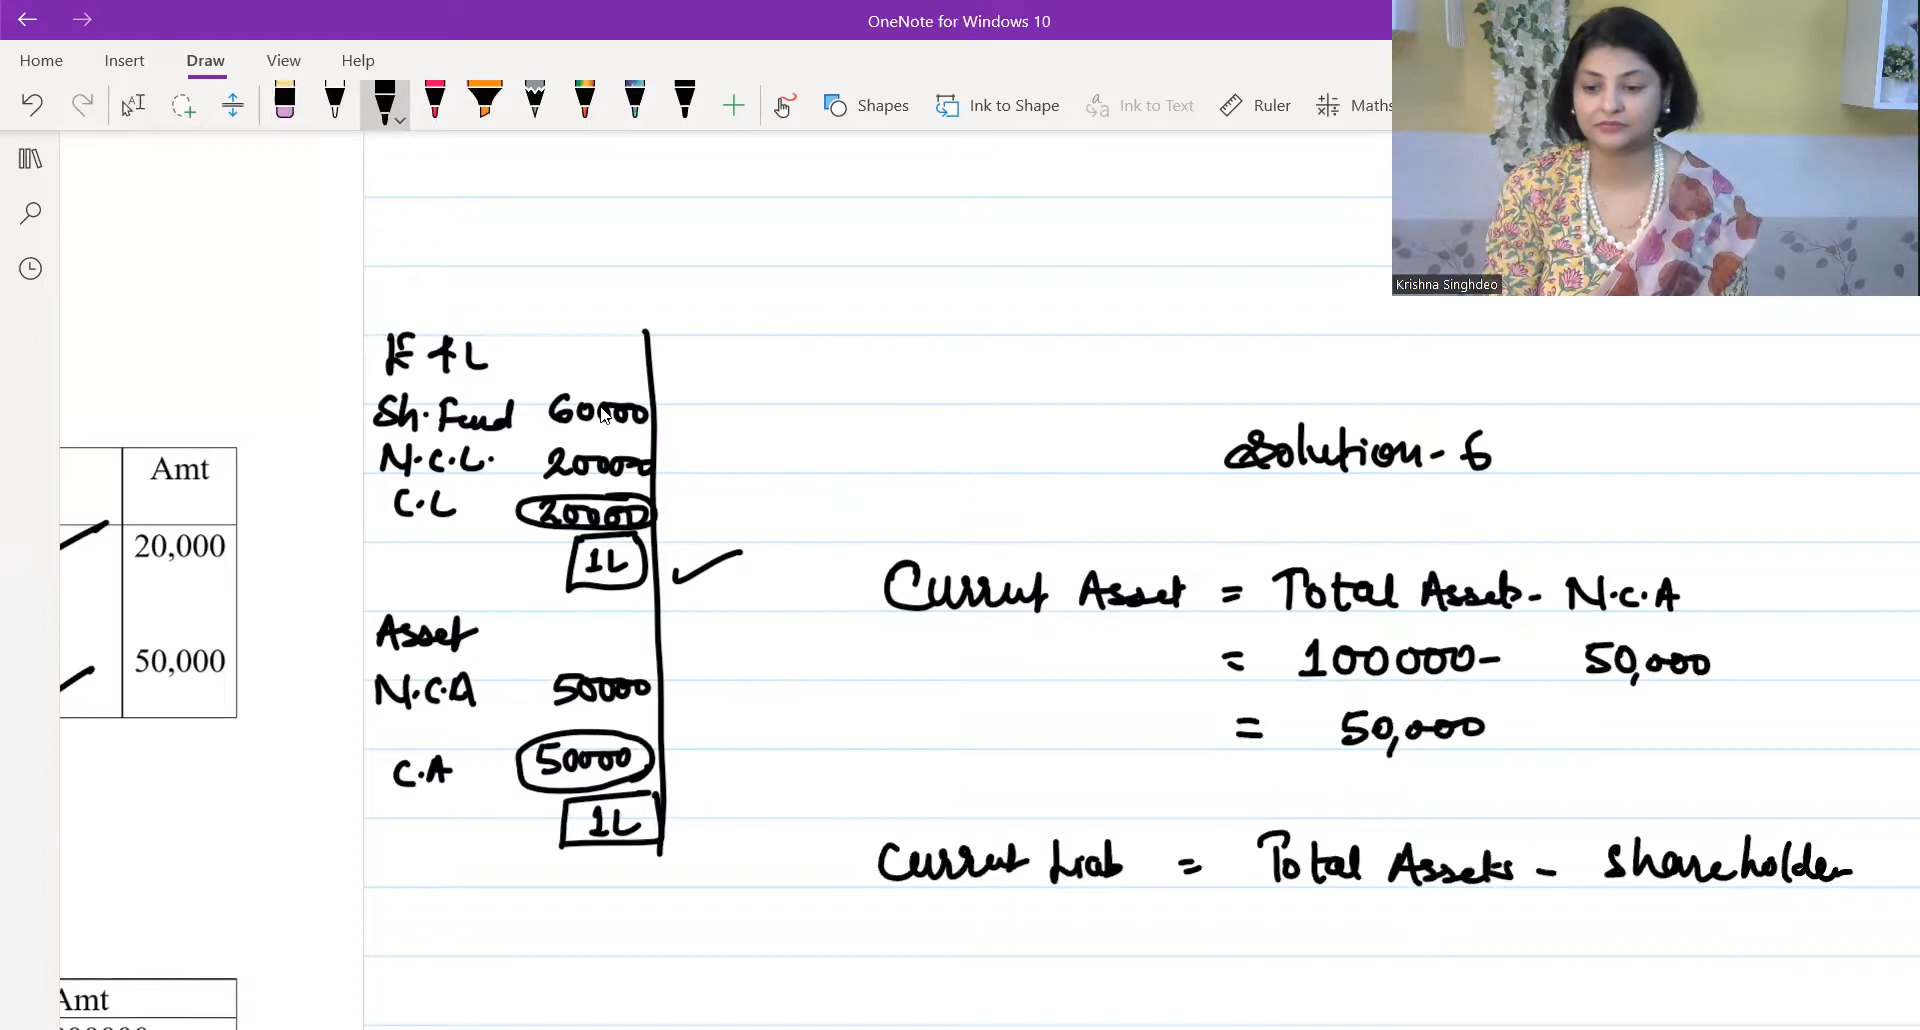 OneNote for Windows 10
Home Insert Draw View Help
Shapes Ink to Shape Ink to Text Ruler Maths
Krishna Singhdeo
E + L
Sh. Fund 60000
N.C.L. 20000
C.L 20000
1L
Asset
N.C.A 50000
C.A 50000
1L
Amt
20,000
50,000
Amt
Solution - 6
Current Asset = Total Assets - N.C.A
= 100000 - 50,000
= 50,000
Current Liab = Total Assets - Shareholder